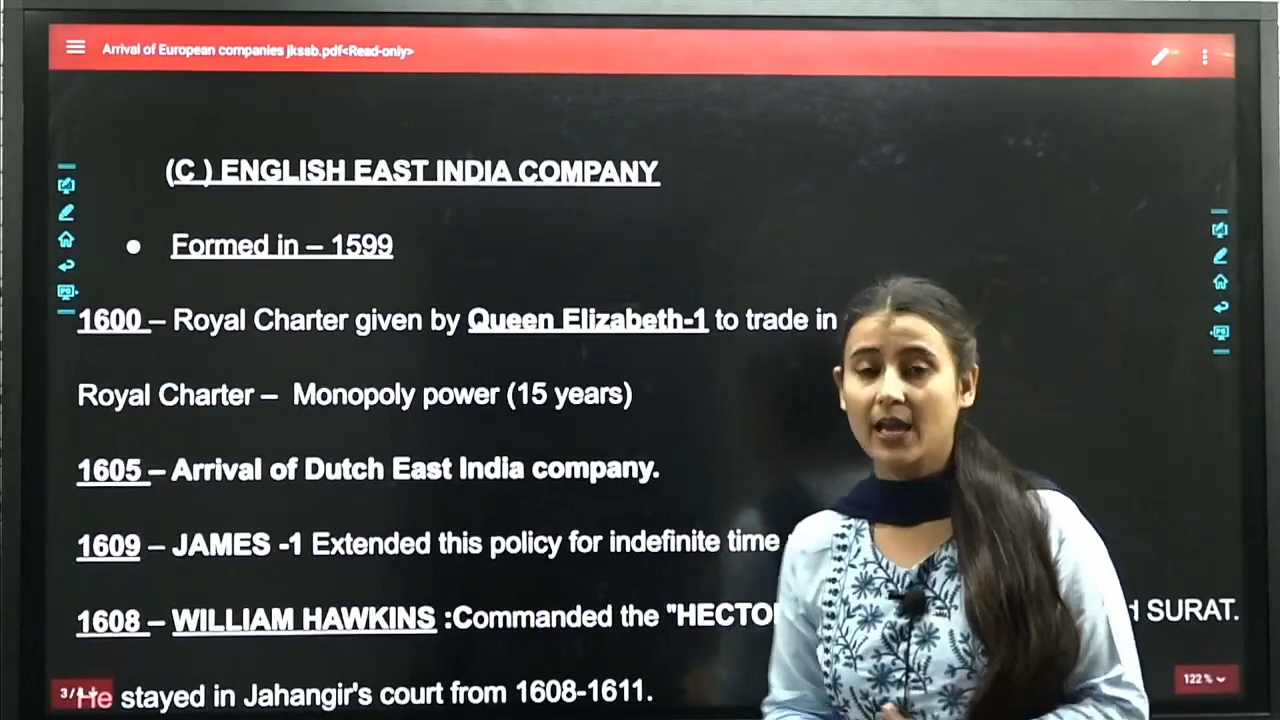 Arrival of European companies jkssb.pdf<Read-only>
(C ) ENGLISH EAST INDIA COMPANY
● Formed in – 1599
1600 – Royal Charter given by Queen Elizabeth-1 to trade in
Royal Charter – Monopoly power (15 years)
1605 – Arrival of Dutch East India company.
1609 – JAMES -1 Extended this policy for indefinite time
1608 – WILLIAM HAWKINS :Commanded the "HECTO SURAT.
He stayed in Jahangir's court from 1608-1611.
122 %